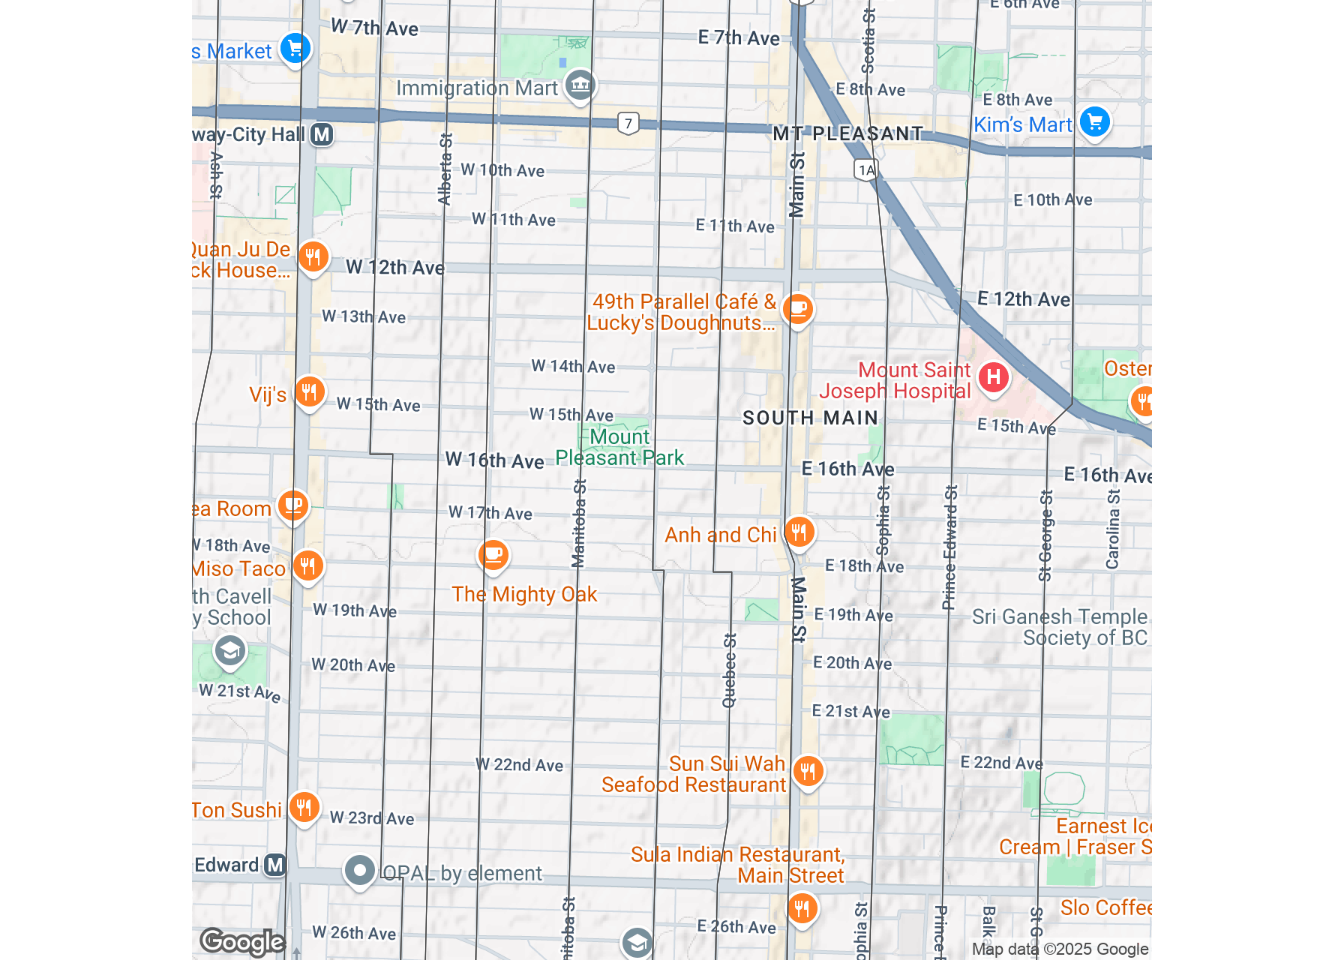 E 6th Ave
W 7th Ave
E 7th Ave
Scotia St
s Market
Immigration Mart
E 8th Ave
E 8th Ave
7
Kim's Mart
way-City Hall
M
MT PLEASANT
Ash St
Alberta St
W 10th Ave
Main St
1A
E 10th Ave
W 11th Ave
E 11th Ave
Quan Ju De
ck House...
W 12th Ave
E 12th Ave
49th Parallel Café &
Lucky's Doughnuts...
W 13th Ave
W 14th Ave
Mount Saint
Joseph Hospital
H
Oster
Vij's
W 15th Ave
W 15th Ave
SOUTH MAIN
E 15th Ave
Mount
Pleasant Park
W 16th Ave
E 16th Ave
E 16th Ave
ea Room
W 17th Ave
Manitoba St
Sophia St
Prince Edward St
St George St
Carolina St
Anh and Chi
W 18th Ave
E 18th Ave
Miso Taco
The Mighty Oak
th Cavell
y School
W 19th Ave
Main St
E 19th Ave
Sri Ganesh Temple
Society of BC
W 20th Ave
Quebec St
E 20th Ave
W 21st Ave
E 21st Ave
W 22nd Ave
Sun Sui Wah
Seafood Restaurant
E 22nd Ave
Ton Sushi
W 23rd Ave
Earnest Ice
Cream | Fraser S
Edward
M
OPAL by element
Sula Indian Restaurant,
Main Street
Slo Coffee
nitoba St
ophia St
Prince E
Balka
St G
W 26th Ave
E 26th Ave
Google
Map data ©2025 Google